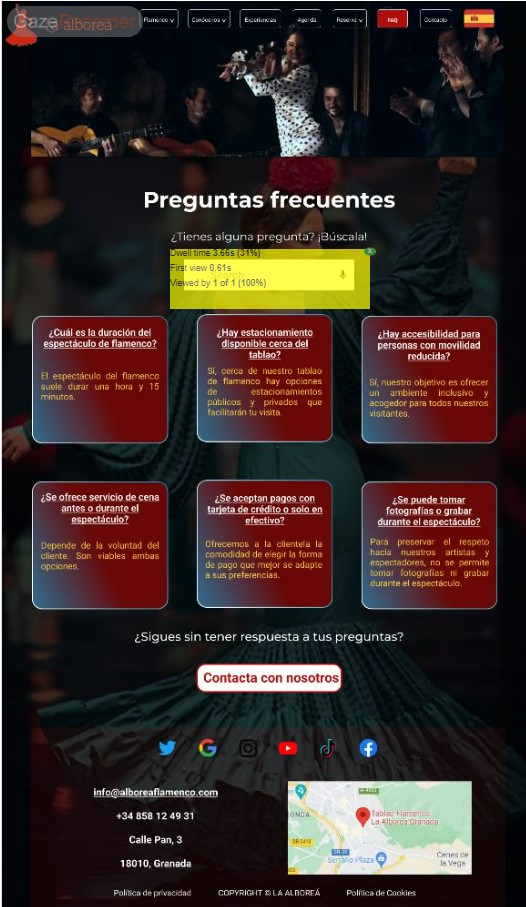 GazeRecorder
La alboreá
Flamenco
Conócenos
Experiencias
Agenda
Reserva
FAQ
Contacto
Preguntas frecuentes
¿Tienes alguna pregunta? ¡Búscala!
Dwell time 3.66s (31%)
First view 0,61s
Search
Viewed by 1 of 1 (100%)
¿Cuál es la duración del
espectáculo de flamenco?
El espectáculo del flamenco
suele durar una hora y 15
minutos.
¿Hay estacionamiento
disponible cerca del
tablao?
Sí, cerca de nuestro tablao
de flamenco hay opciones
de estacionamientos
públicos y privados que
facilitarán tu visita.
¿Hay accesibilidad para
personas con movilidad
reducida?
Sí, nuestro objetivo es ofrecer
un ambiente inclusivo y
acogedor para todos nuestros
visitantes.
¿Se ofrece servicio de cena
antes o durante el
espectáculo?
Depende de la voluntad del
cliente. Son viables ambas
opciones.
¿Se aceptan pagos con
tarjeta de crédito o solo en
efectivo?
Ofrecemos a la clientela la
comodidad de elegir la forma
de pago que mejor se adapte
a sus preferencias.
¿Se puede tomar
fotografías o grabar
durante el espectáculo?
Para preservar el respeto
hacia nuestros artistas y
espectadores, no se permite
tomar fotografías ni grabar
durante el espectáculo.
¿Sigues sin tener respuesta a tus preguntas?
Contacta con nosotros
info@alboreaflamenco.com
+34 858 12 49 31
Calle Pan, 3
18010, Granada
Tablao Flamenco
La Alboreá Granada
Serrallo Plaza
Cenes de
la Vega
Política de privacidad
COPYRIGHT © LA ALBOREÁ
Política de Cookies